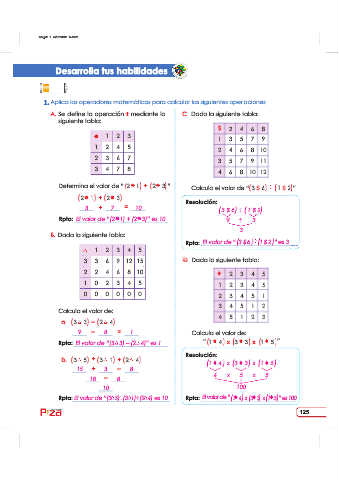 Desarrolla tus habilidades
1. Aplica los operadores matemáticos para calcular las siguientes operaciones
A. Se define la operación mediante la siguiente tabla:
1 2 3
1 2 4 5
2 3 6 7
3 4 7 8
Determina el valor de "(2 * 1) + (2 * 3)"
(2 * 1) + (2 * 3)
3 + 7 = 10
Rpta: El valor de "(2 * 1) + (2 * 3)" es 10
B. Dada la siguiente tabla:
△ 1 2 3 4 5
3 3 6 9 12 15
2 2 4 6 8 10
1 0 2 3 4 5
0 0 0 0 0 0
Calcula el valor de:
a. (3 △ 3) – (2 △ 4)
9 – 8 = 1
Rpta: El valor de "(3 △ 3) – (2 △ 4)" es 1
b. (3 △ 5) + (3 △ 1) + (2 △ 4)
15 + 3 – 8
18 – 8
10
Rpta: El valor de "(3△5) (3△1)+(2△4) es 10
C. Dada la siguiente tabla:
$ 2 4 6 8
1 3 5 7 9
2 4 6 8 10
3 5 7 9 11
4 6 8 10 12
Calcula el valor de "(3 $ 6) : (1 $ 2)"
Resolución:
(3 $ 6) : (1 $ 2)
9 ÷ 3
3
Rpta: El valor de "(3 $ 6) : (1 $ 2)" es 3
D. Dada la siguiente tabla:
2 3 4 5
1 2 3 4 5
2 3 4 5 1
3 4 5 1 2
4 5 1 2 3
Calcula el valor de:
"(1 * 4) x (3 * 3) x (1 * 5)"
Resolución:
(1 * 4) x (3 * 3) x (1 * 5)
4 x 5 x 5
100
Rpta: El valor de "(1 * 4) x (3 * 3) x (1 * 5)" es 100
125